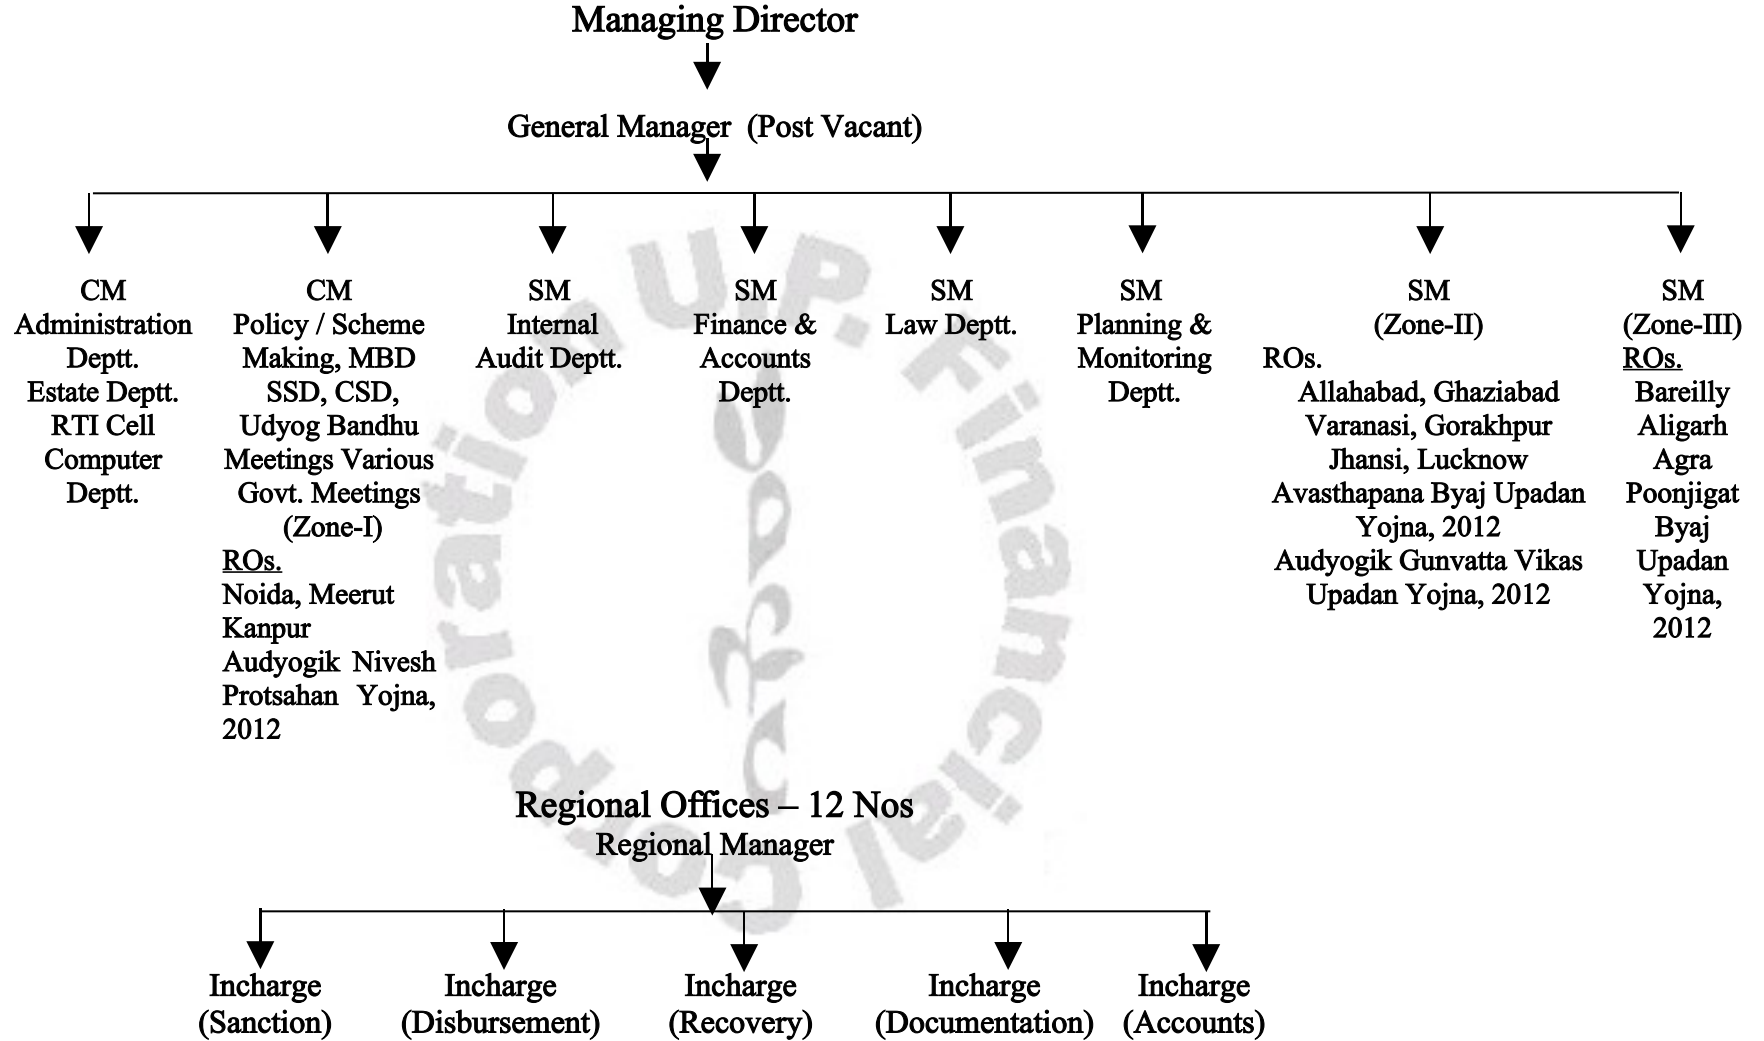 Managing Director
General Manager (Post Vacant)
CM
Administration
Deptt.
Estate Deptt.
RTI Cell
Computer
Deptt.
CM
Policy / Scheme
Making, MBD
SSD, CSD,
Udyog Bandhu
Meetings Various
Govt. Meetings
(Zone-I)
ROs.
Noida, Meerut
Kanpur
Audyogik Nivesh
Protsahan Yojna,
2012
SM
Internal
Audit Deptt.
SM
Finance &
Accounts
Deptt.
SM
Law Deptt.
SM
Planning &
Monitoring
Deptt.
SM
(Zone-II)
ROs.
Allahabad, Ghaziabad
Varanasi, Gorakhpur
Jhansi, Lucknow
Avasthapana Byaj Upadan
Yojna, 2012
Audyogik Gunvatta Vikas
Upadan Yojna, 2012
SM
(Zone-III)
ROs.
Bareilly
Aligarh
Agra
Poonjigat
Byaj
Upadan
Yojna,
2012
Regional Offices – 12 Nos
Regional Manager
Incharge
(Sanction)
Incharge
(Disbursement)
Incharge
(Recovery)
Incharge
(Documentation)
Incharge
(Accounts)
U.P. Financial Corporation